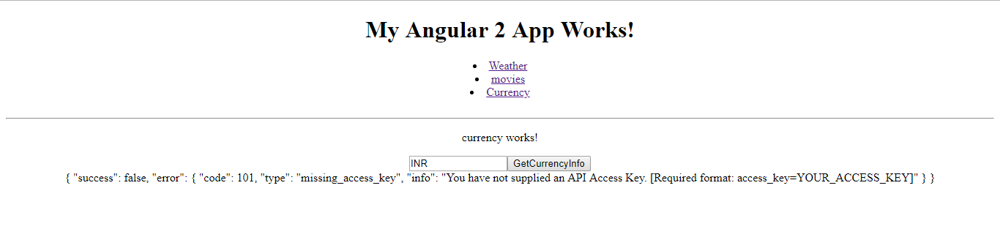 My Angular 2 App Works!
Weather
movies
Currency
currency works!
INR GetCurrencyInfo
{ "success": false, "error": { "code": 101, "type": "missing_access_key", "info": "You have not supplied an API Access Key. [Required format: access_key=YOUR_ACCESS_KEY]" } }